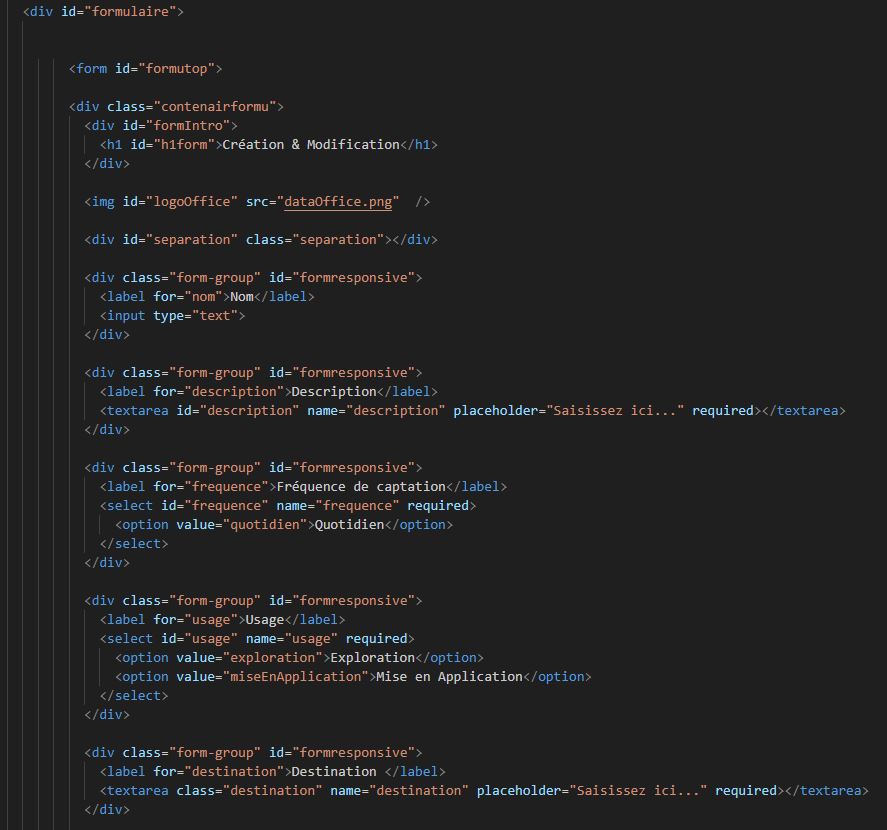 <div id="formulaire">
<form id="formutop">
<div class="contenairformu">
<div id="formIntro">
<h1 id="h1form">Création & Modification</h1>
</div>
<img id="logoOffice" src="dataOffice.png"  />
<div id="separation" class="separation"></div>
<div class="form-group" id="formresponsive">
<label for="nom">Nom</label>
<input type="text">
</div>
<div class="form-group" id="formresponsive">
<label for="description">Description</label>
<textarea id="description" name="description" placeholder="Saisissez ici..." required></textarea>
</div>
<div class="form-group" id="formresponsive">
<label for="frequence">Fréquence de captation</label>
<select id="frequence" name="frequence" required>
<option value="quotidien">Quotidien</option>
</select>
</div>
<div class="form-group" id="formresponsive">
<label for="usage">Usage</label>
<select id="usage" name="usage" required>
<option value="exploration">Exploration</option>
<option value="miseEnApplication">Mise en Application</option>
</select>
</div>
<div class="form-group" id="formresponsive">
<label for="destination">Destination </label>
<textarea class="destination" name="destination" placeholder="Saisissez ici..." required></textarea>
</div>